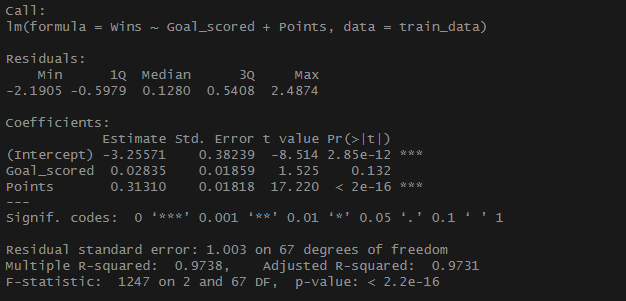 Call:
lm(formula = Wins ~ Goal_scored + Points, data = train_data)
Residuals:
Min 1Q Median 3Q Max
-2.1905 -0.5979 0.1280 0.5408 2.4874
Coefficients:
Estimate Std. Error t value Pr(>|t|)
(Intercept) -3.25571 0.38239 -8.514 2.85e-12 ***
Goal_scored 0.02835 0.01859 1.525 0.132
Points 0.31310 0.01818 17.220 < 2e-16 ***
---
Signif. codes: 0 ‘***’ 0.001 ‘**’ 0.01 ‘*’ 0.05 ‘.’ 0.1 ‘ ’ 1
Residual standard error: 1.003 on 67 degrees of freedom
Multiple R-squared: 0.9738, Adjusted R-squared: 0.9731
F-statistic: 1247 on 2 and 67 DF, p-value: < 2.2e-16